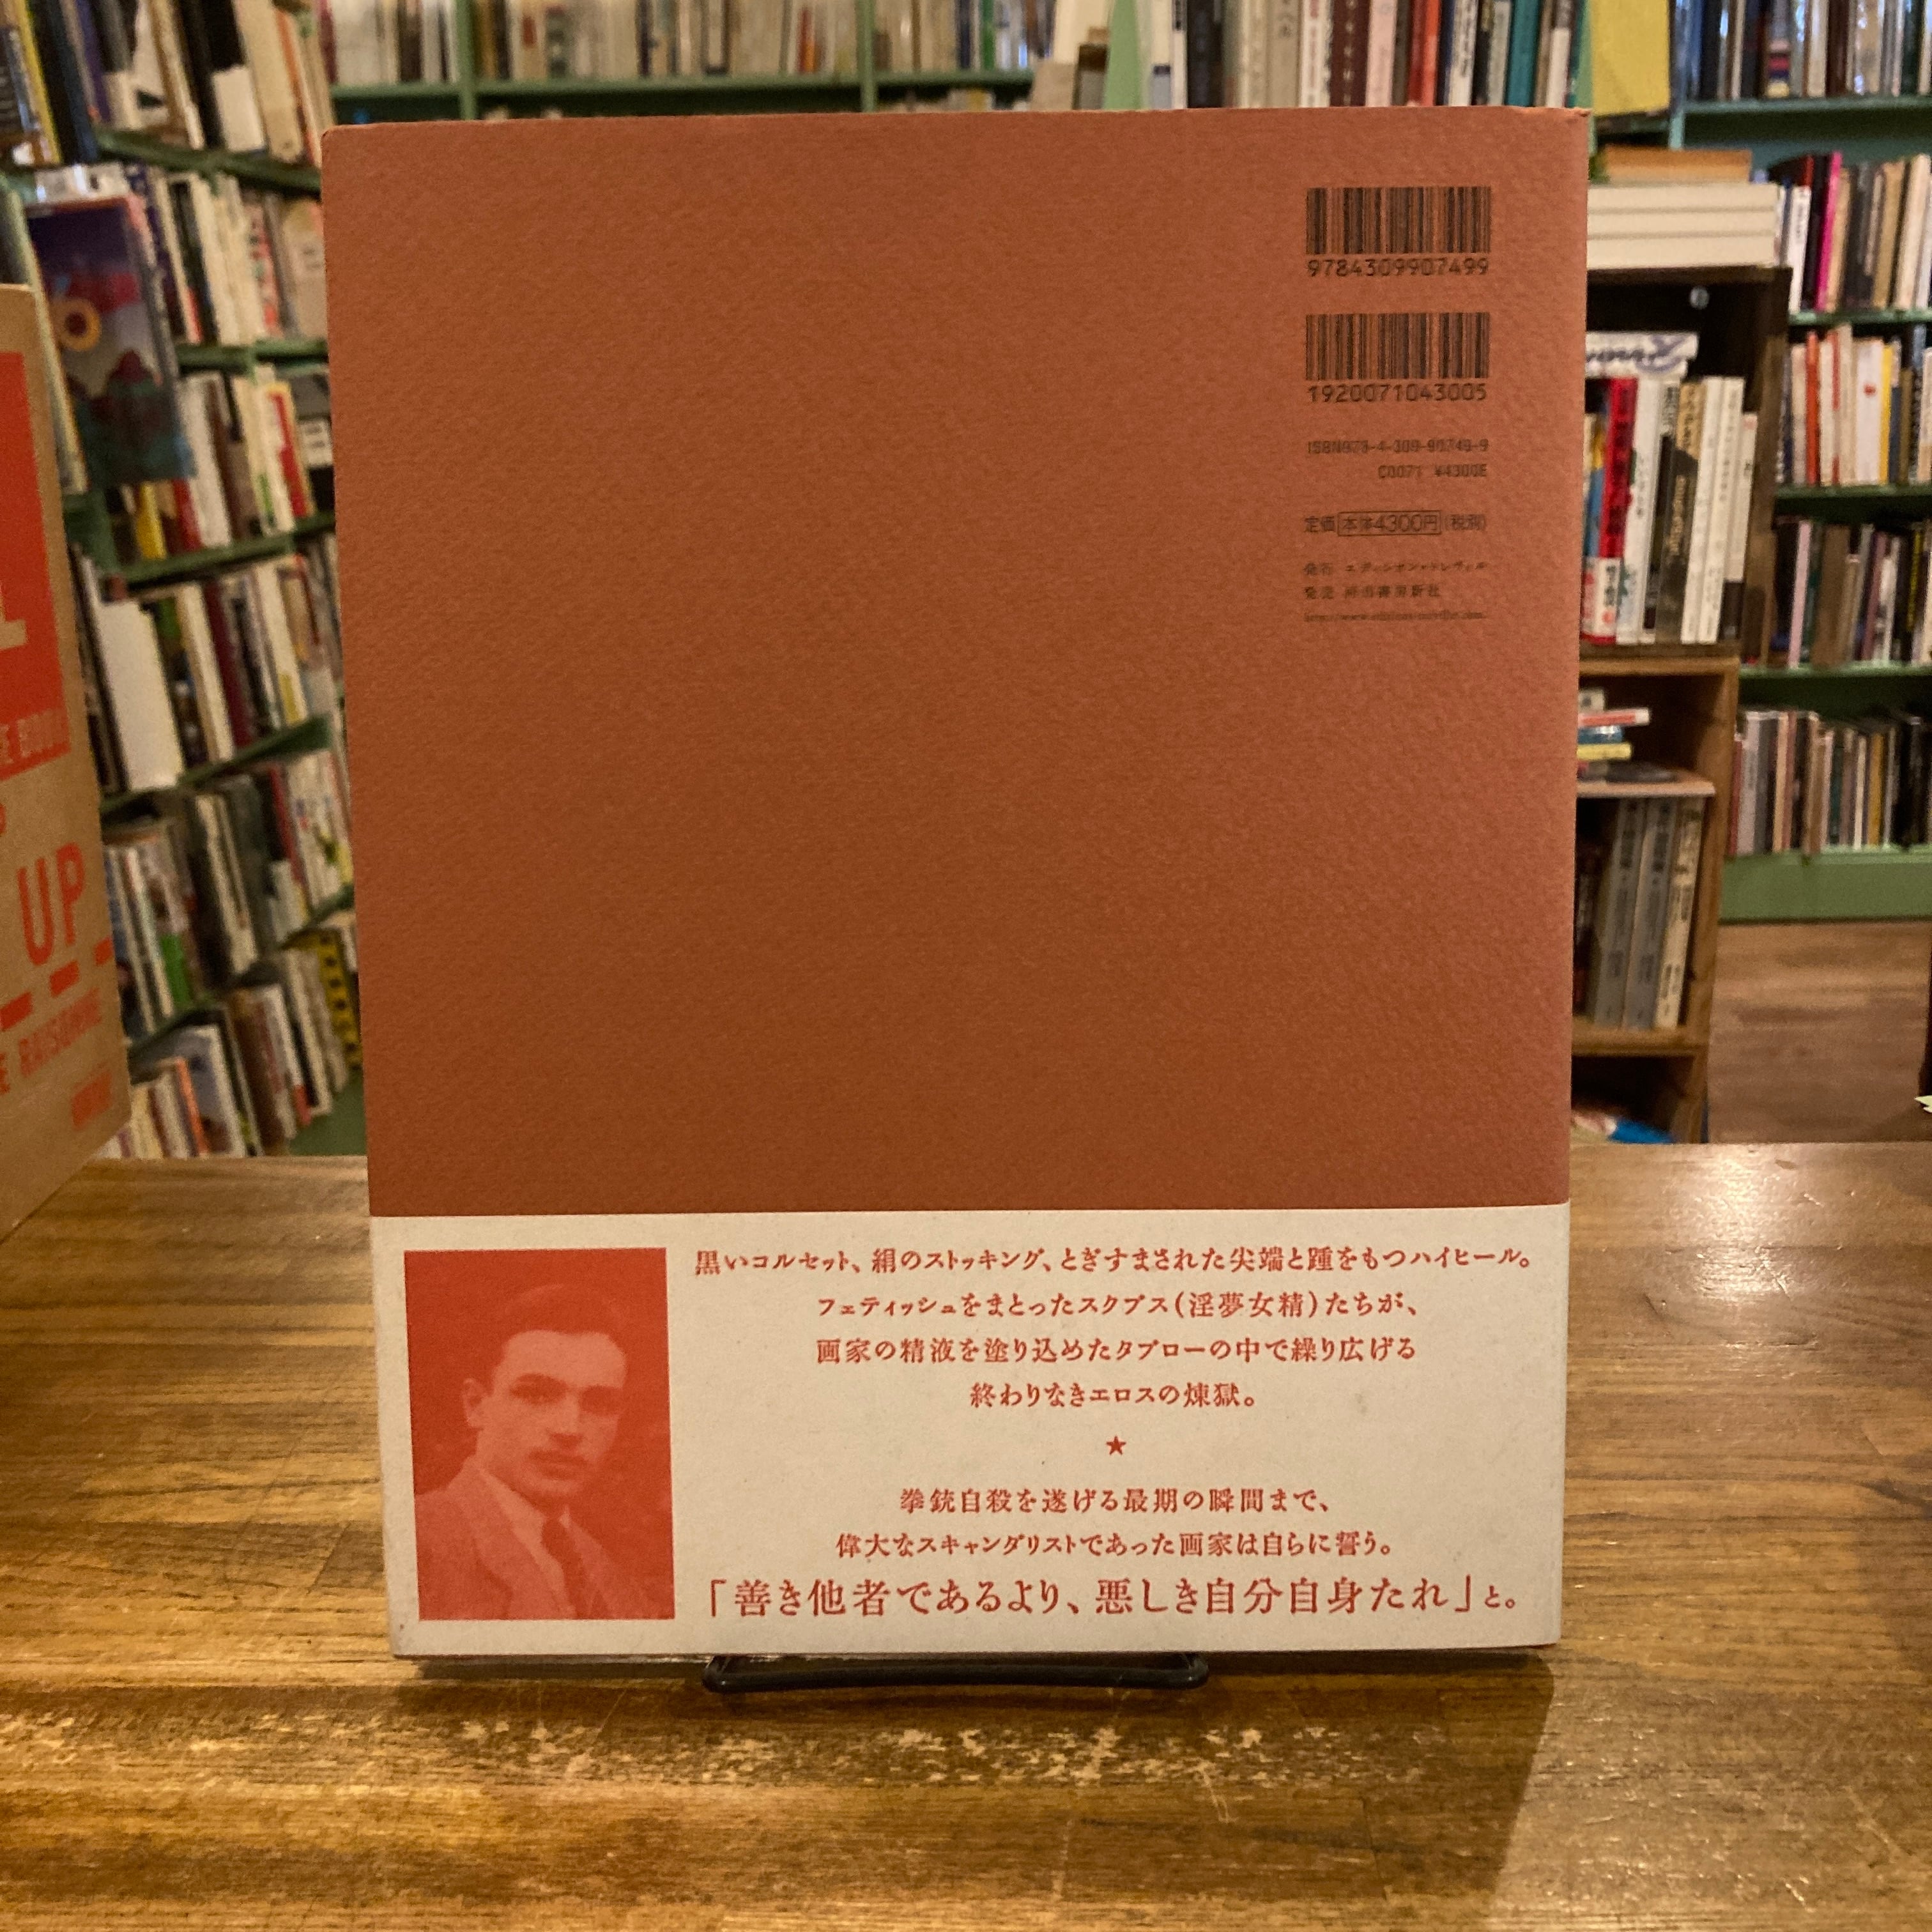 9784309907499
1920071043005
ISBN978-4-309-90749-9
C0071 ¥4300E
定価 本体4300円 (税別)
発行 エディシオン・トレヴィル
発売 河出書房新社
黒いコルセット、絹のストッキング、とぎすまされた尖端と踵をもつハイヒール。
フェティッシュをまとったスクブス(淫夢女精)たちが、
画家の精液を塗り込めたタブローの中で繰り広げる
終わりなきエロスの煉獄。
★
拳銃自殺を遂げる最期の瞬間まで、
偉大なスキャンダリストであった画家は自らに誓う。
「善き他者であるより、悪しき自分自身たれ」と。
UP